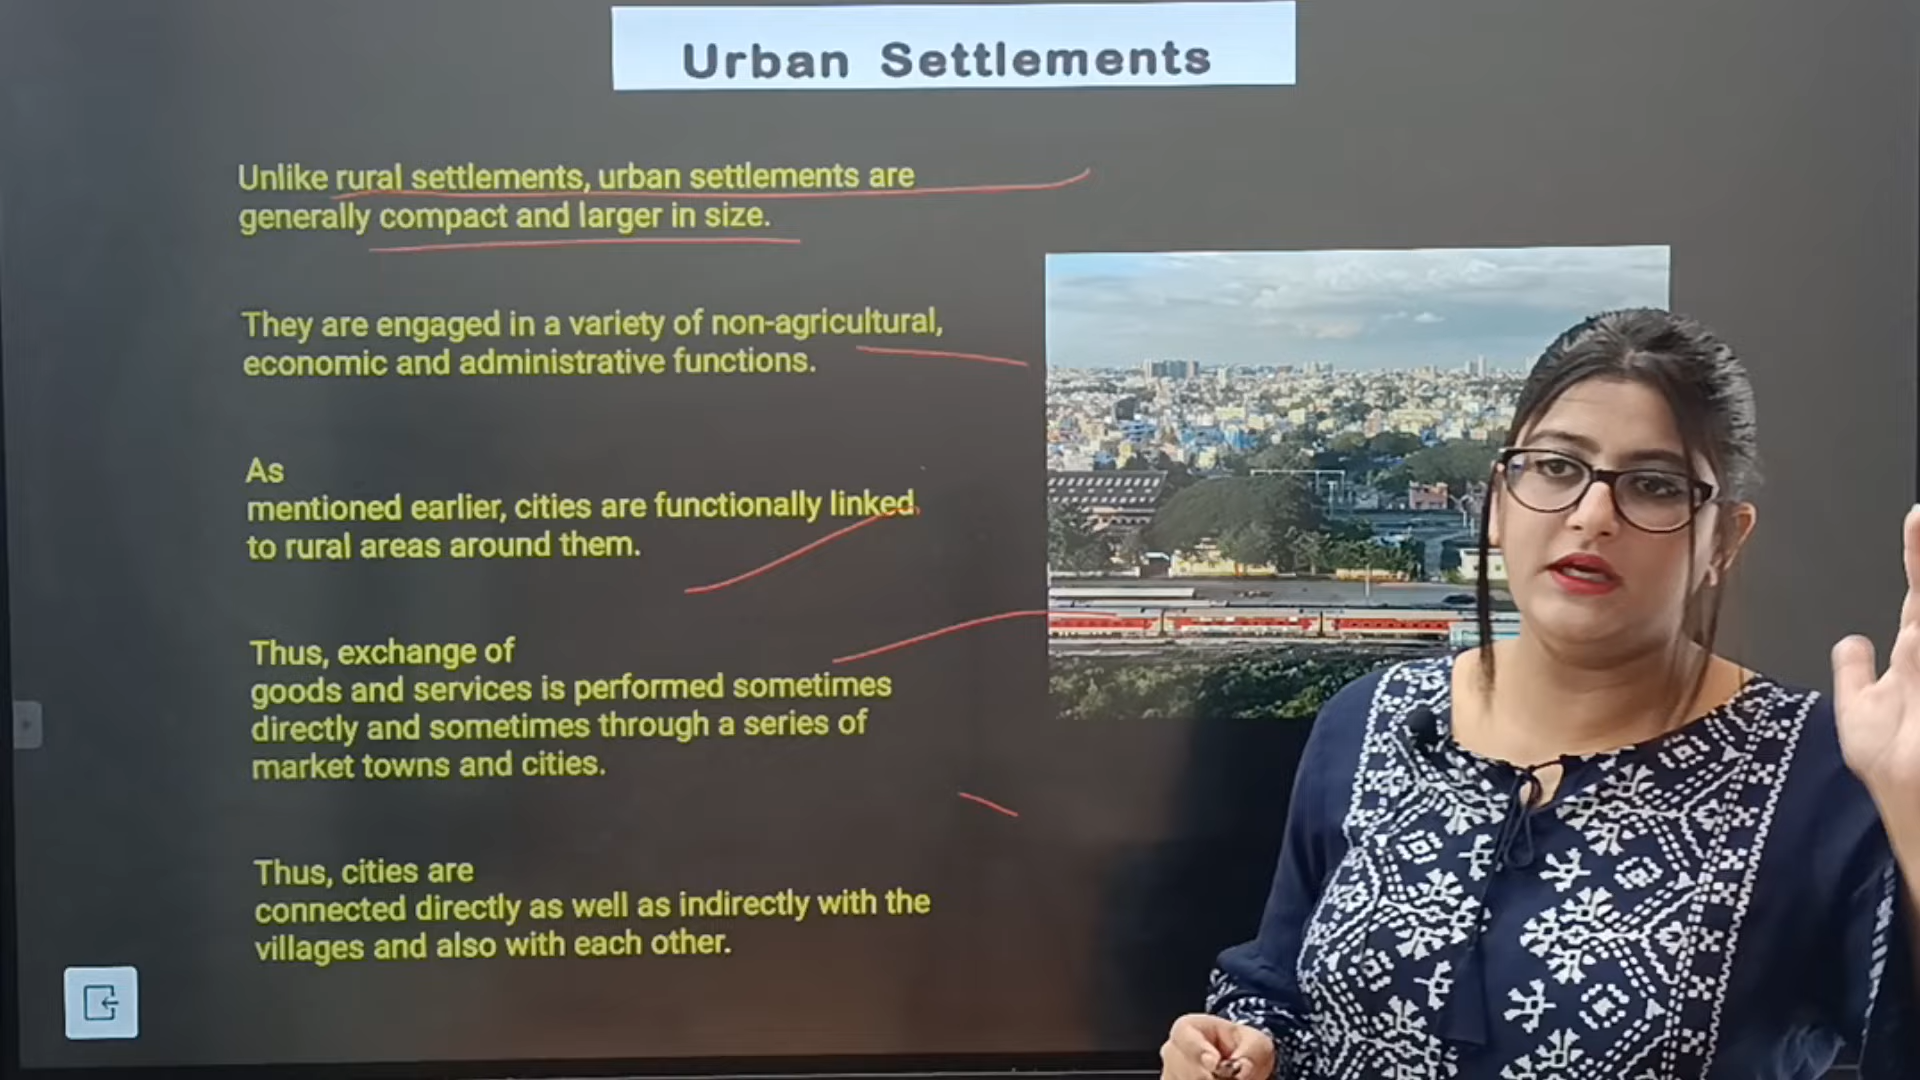 Urban Settlements
Unlike rural settlements, urban settlements are
generally compact and larger in size.
They are engaged in a variety of non-agricultural,
economic and administrative functions.
As
mentioned earlier, cities are functionally linked
to rural areas around them.
Thus, exchange of
goods and services is performed sometimes
directly and sometimes through a series of
market towns and cities.
Thus, cities are
connected directly as well as indirectly with the
villages and also with each other.